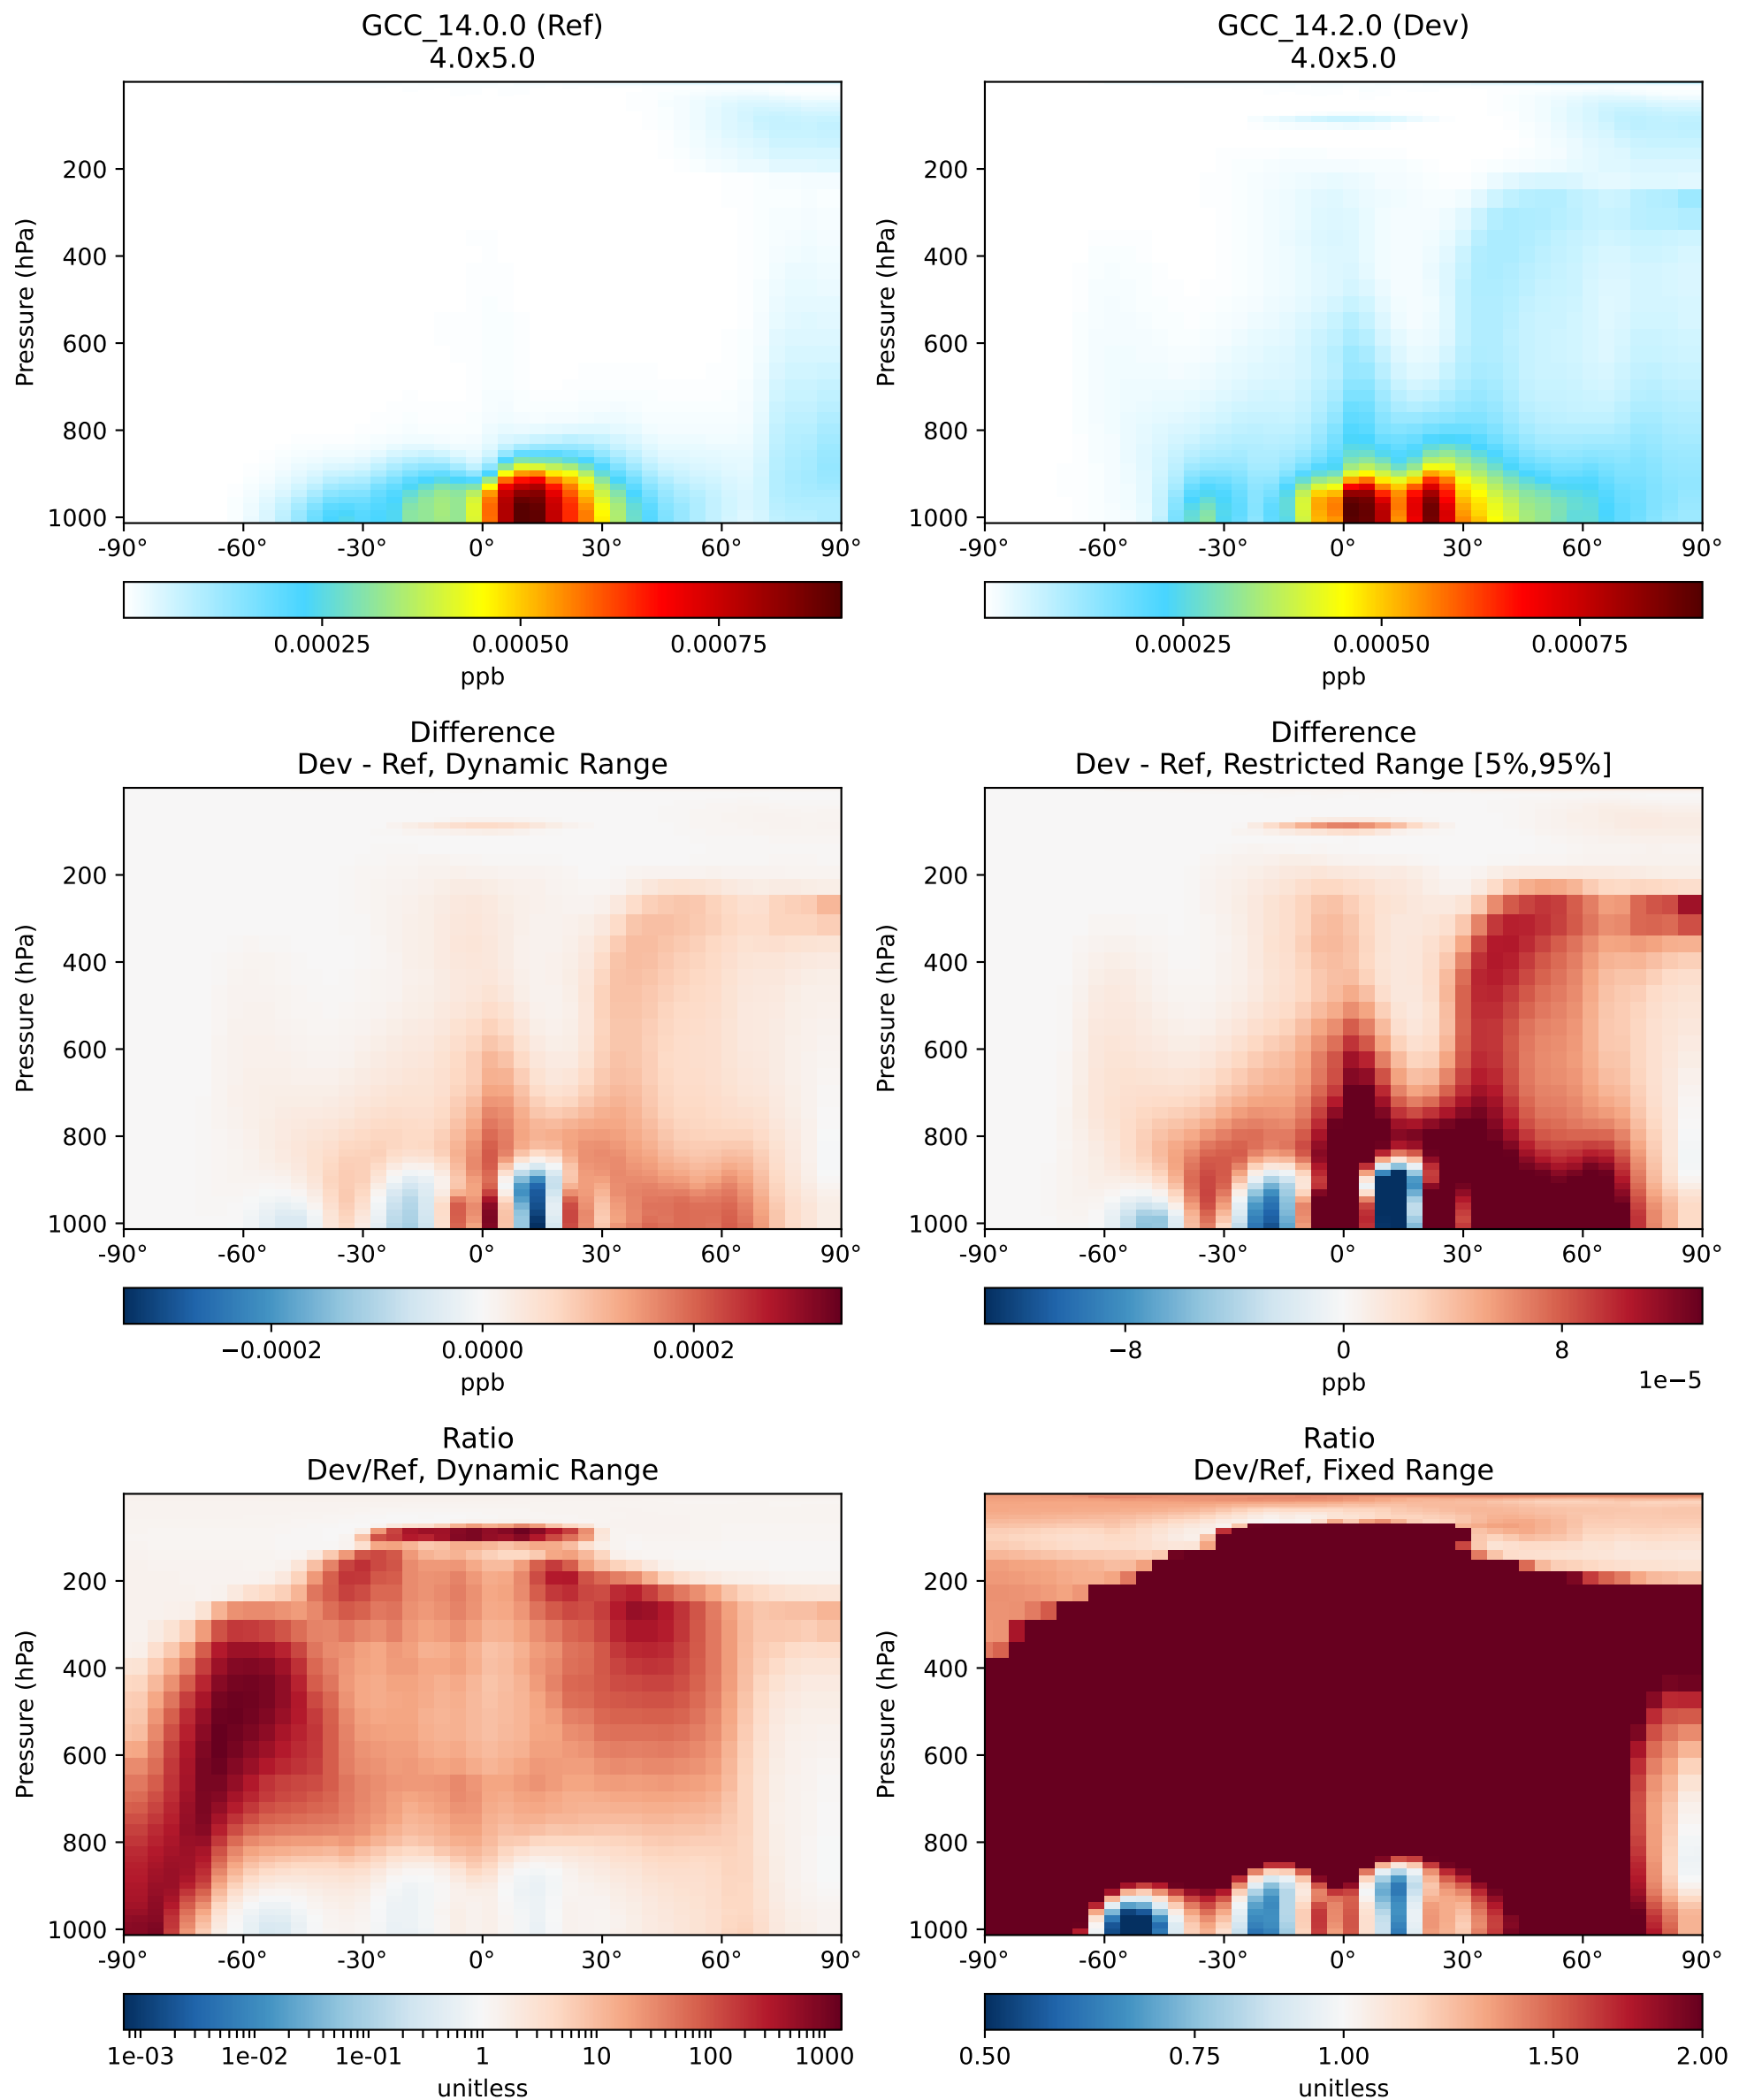 GCC_14.0.0 (Ref)
4.0x5.0
Pressure (hPa)
200
400
600
800
1000
-90° -60° -30° 0° 30° 60° 90°
0.00025 0.00050 0.00075
ppb
GCC_14.2.0 (Dev)
4.0x5.0
Pressure (hPa)
200
400
600
800
1000
-90° -60° -30° 0° 30° 60° 90°
0.00025 0.00050 0.00075
ppb
Difference
Dev - Ref, Dynamic Range
Pressure (hPa)
200
400
600
800
1000
-90° -60° -30° 0° 30° 60° 90°
−0.0002 0.0000 0.0002
ppb
Difference
Dev - Ref, Restricted Range [5%,95%]
Pressure (hPa)
200
400
600
800
1000
-90° -60° -30° 0° 30° 60° 90°
−8 0 8
ppb
1e−5
Ratio
Dev/Ref, Dynamic Range
Pressure (hPa)
200
400
600
800
1000
-90° -60° -30° 0° 30° 60° 90°
1e-03 1e-02 1e-01 1 10 100 1000
unitless
Ratio
Dev/Ref, Fixed Range
Pressure (hPa)
200
400
600
800
1000
-90° -60° -30° 0° 30° 60° 90°
0.50 0.75 1.00 1.50 2.00
unitless